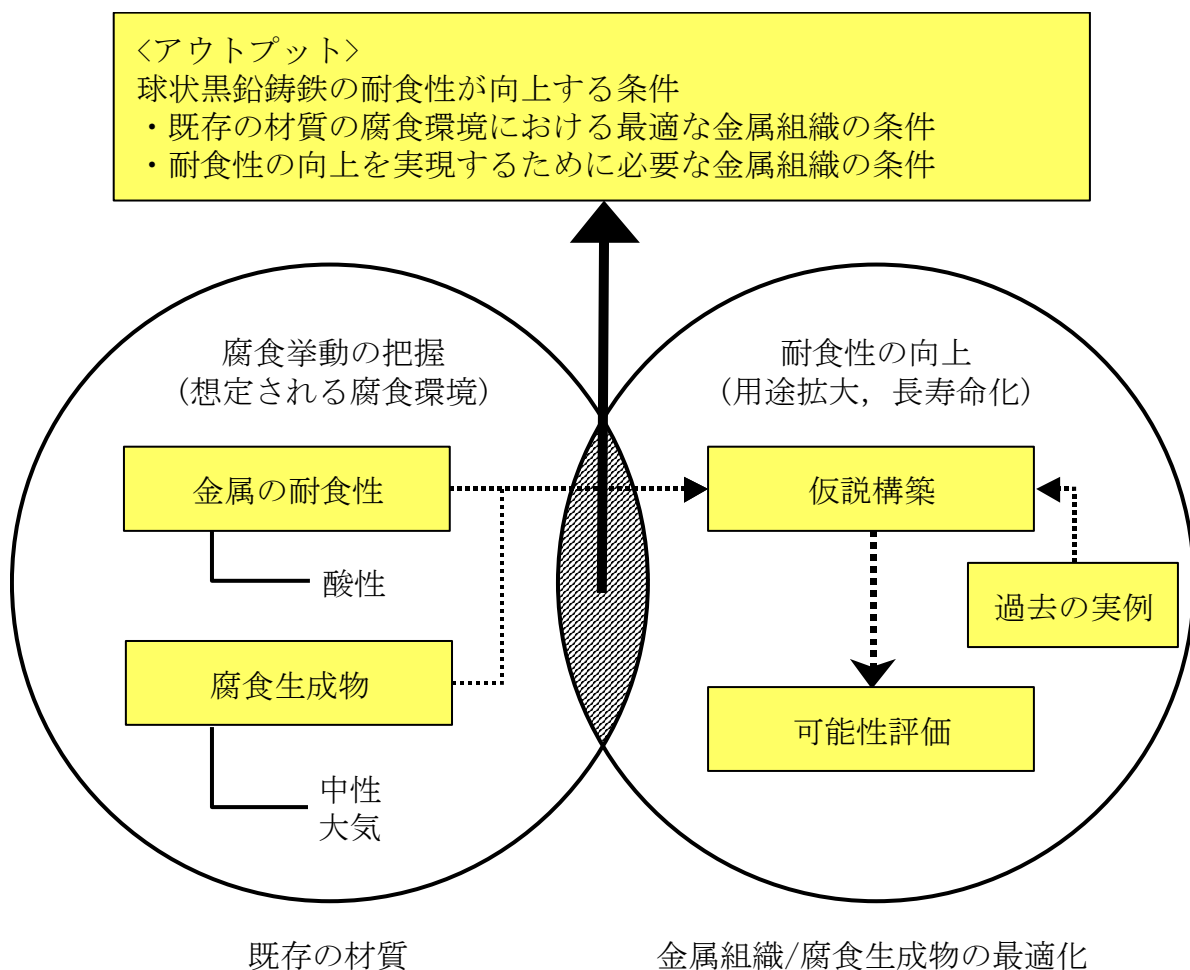 〈アウトプット〉
球状黒鉛鋳鉄の耐食性が向上する条件
・既存の材質の腐食環境における最適な金属組織の条件
・耐食性の向上を実現するために必要な金属組織の条件
腐食挙動の把握
(想定される腐食環境)
金属の耐食性
酸性
腐食生成物
中性
大気
既存の材質
耐食性の向上
(用途拡大，長寿命化)
仮説構築
過去の実例
可能性評価
金属組織/腐食生成物の最適化